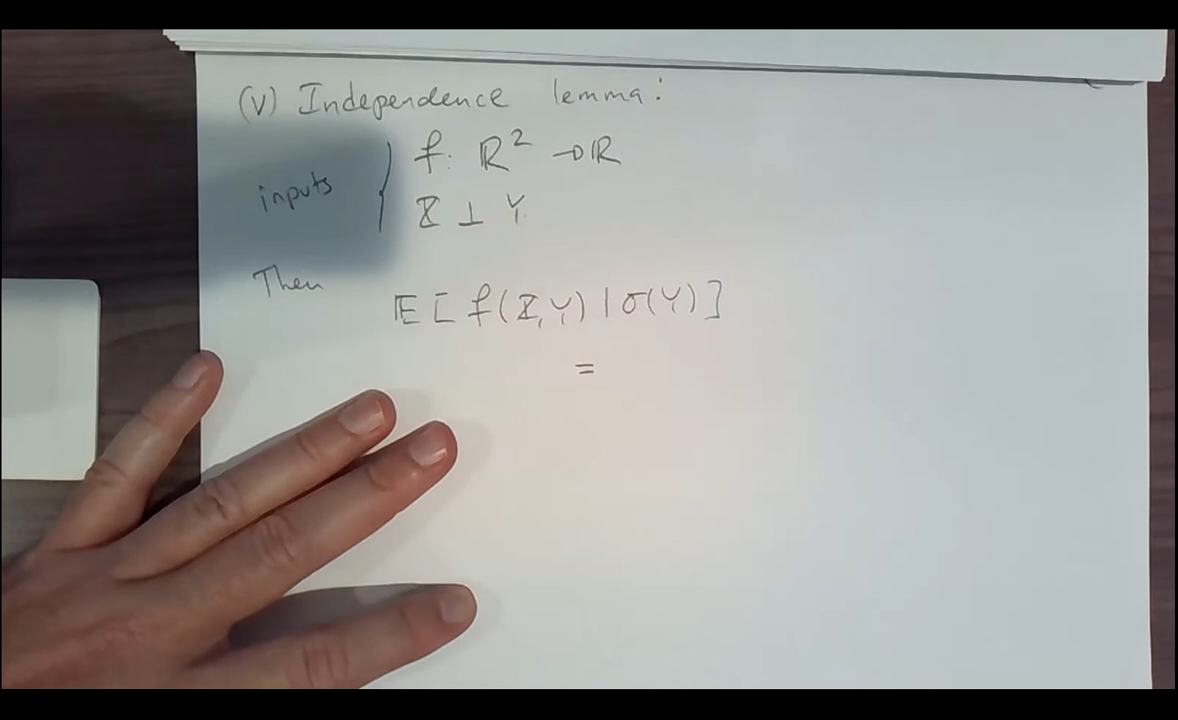 (V) Independence lemma:
inputs { f: ℝ² → ℝ
Z ⊥ Y
Then
𝔼[f(Z,Y) | σ(Y)]
=